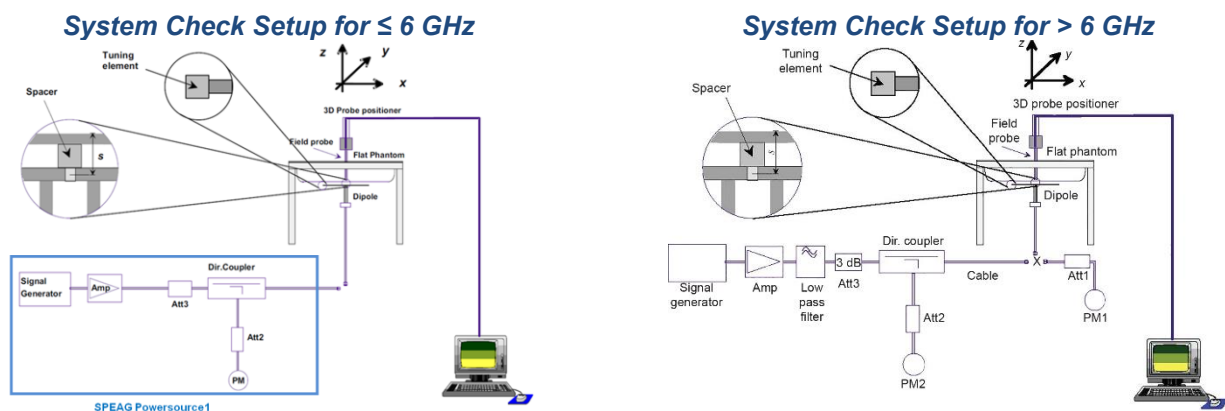 System Check Setup for ≤ 6 GHz
Tuning
element
z
y
x
Spacer
3D Probe positioner
s
Field probe
Flat Phantom
Dipole
Signal
Generator
Amp
Att3
Dir.Coupler
Att2
PM
SPEAG Powersource1
System Check Setup for > 6 GHz
Tuning
element
z
y
x
Spacer
3D probe positioner
s
Field
probe
Flat phantom
Dipole
Signal
generator
Amp
Low
pass
filter
3 dB
Att3
Dir. coupler
Cable
X
Att1
PM1
Att2
PM2